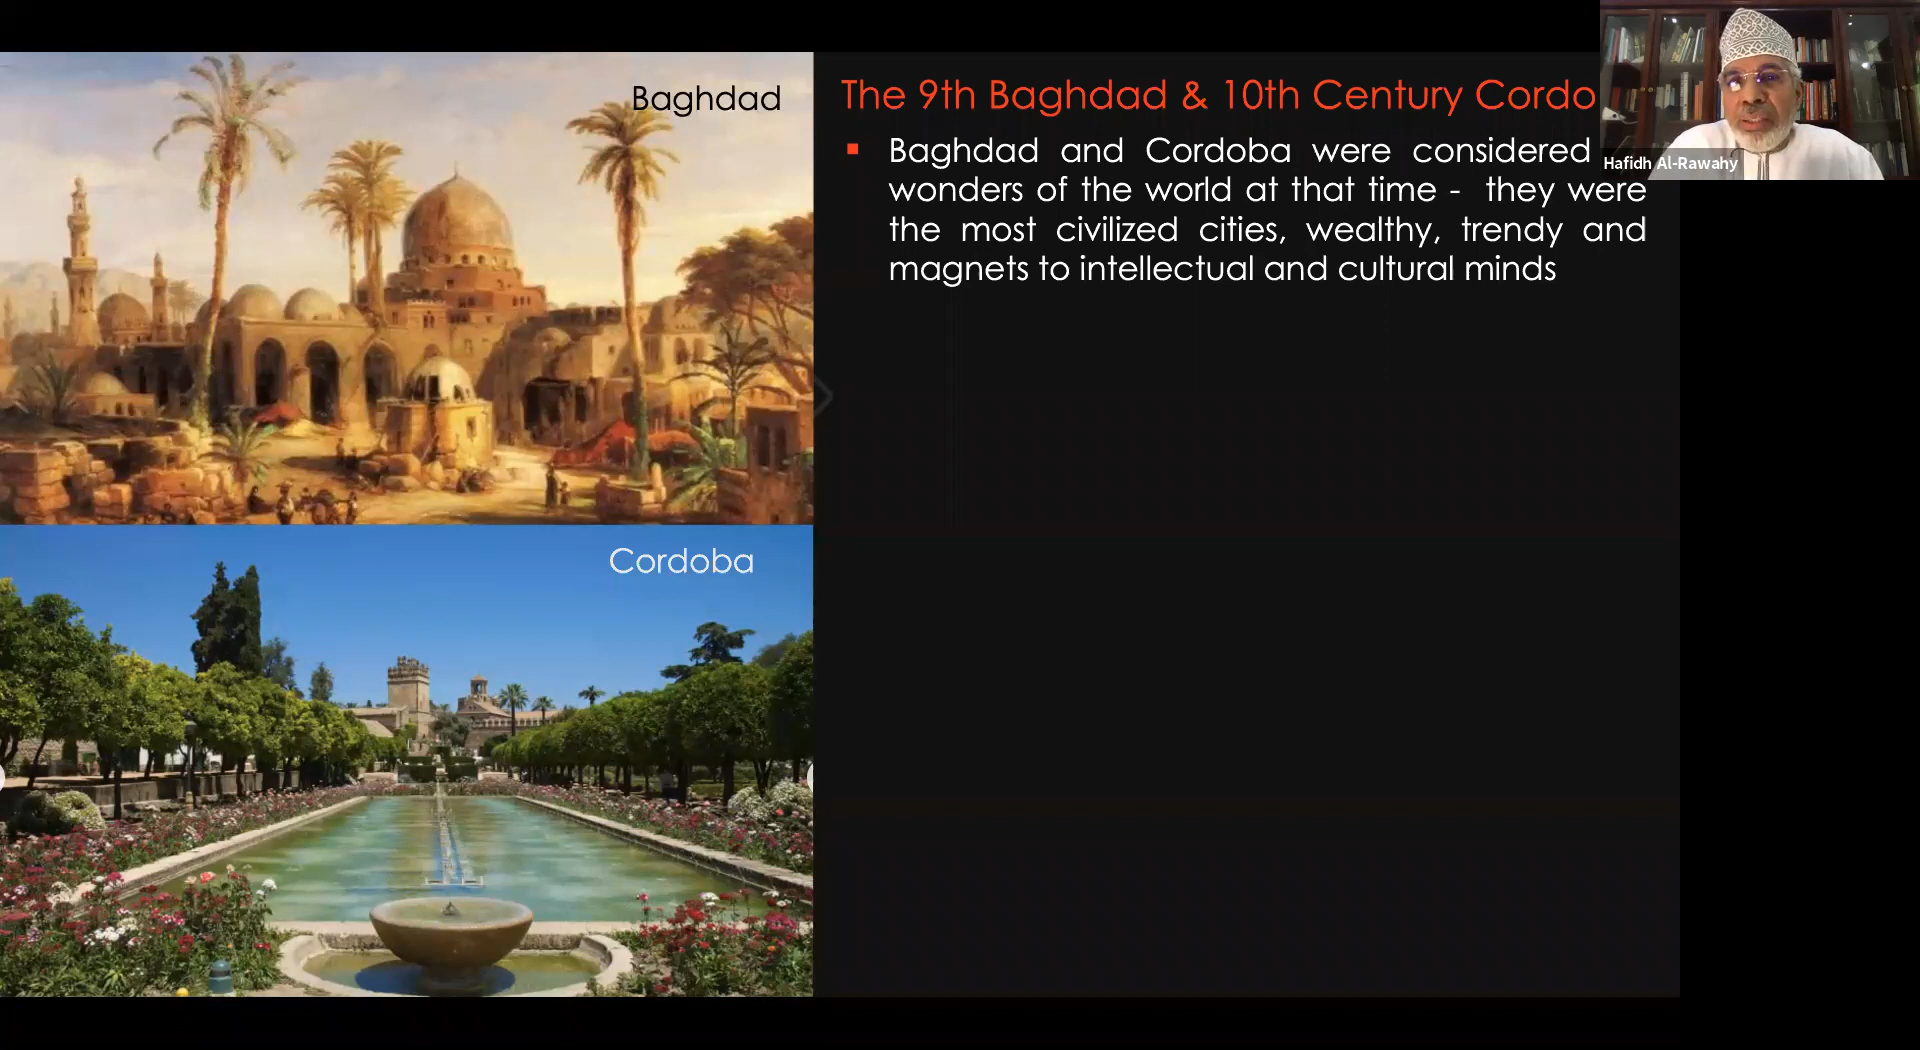 Baghdad
The 9th Baghdad & 10th Century Cordo
Baghdad and Cordoba were considered
wonders of the world at that time - they were
the most civilized cities, wealthy, trendy and
magnets to intellectual and cultural minds
Cordoba
Hafidh Al-Rawahy